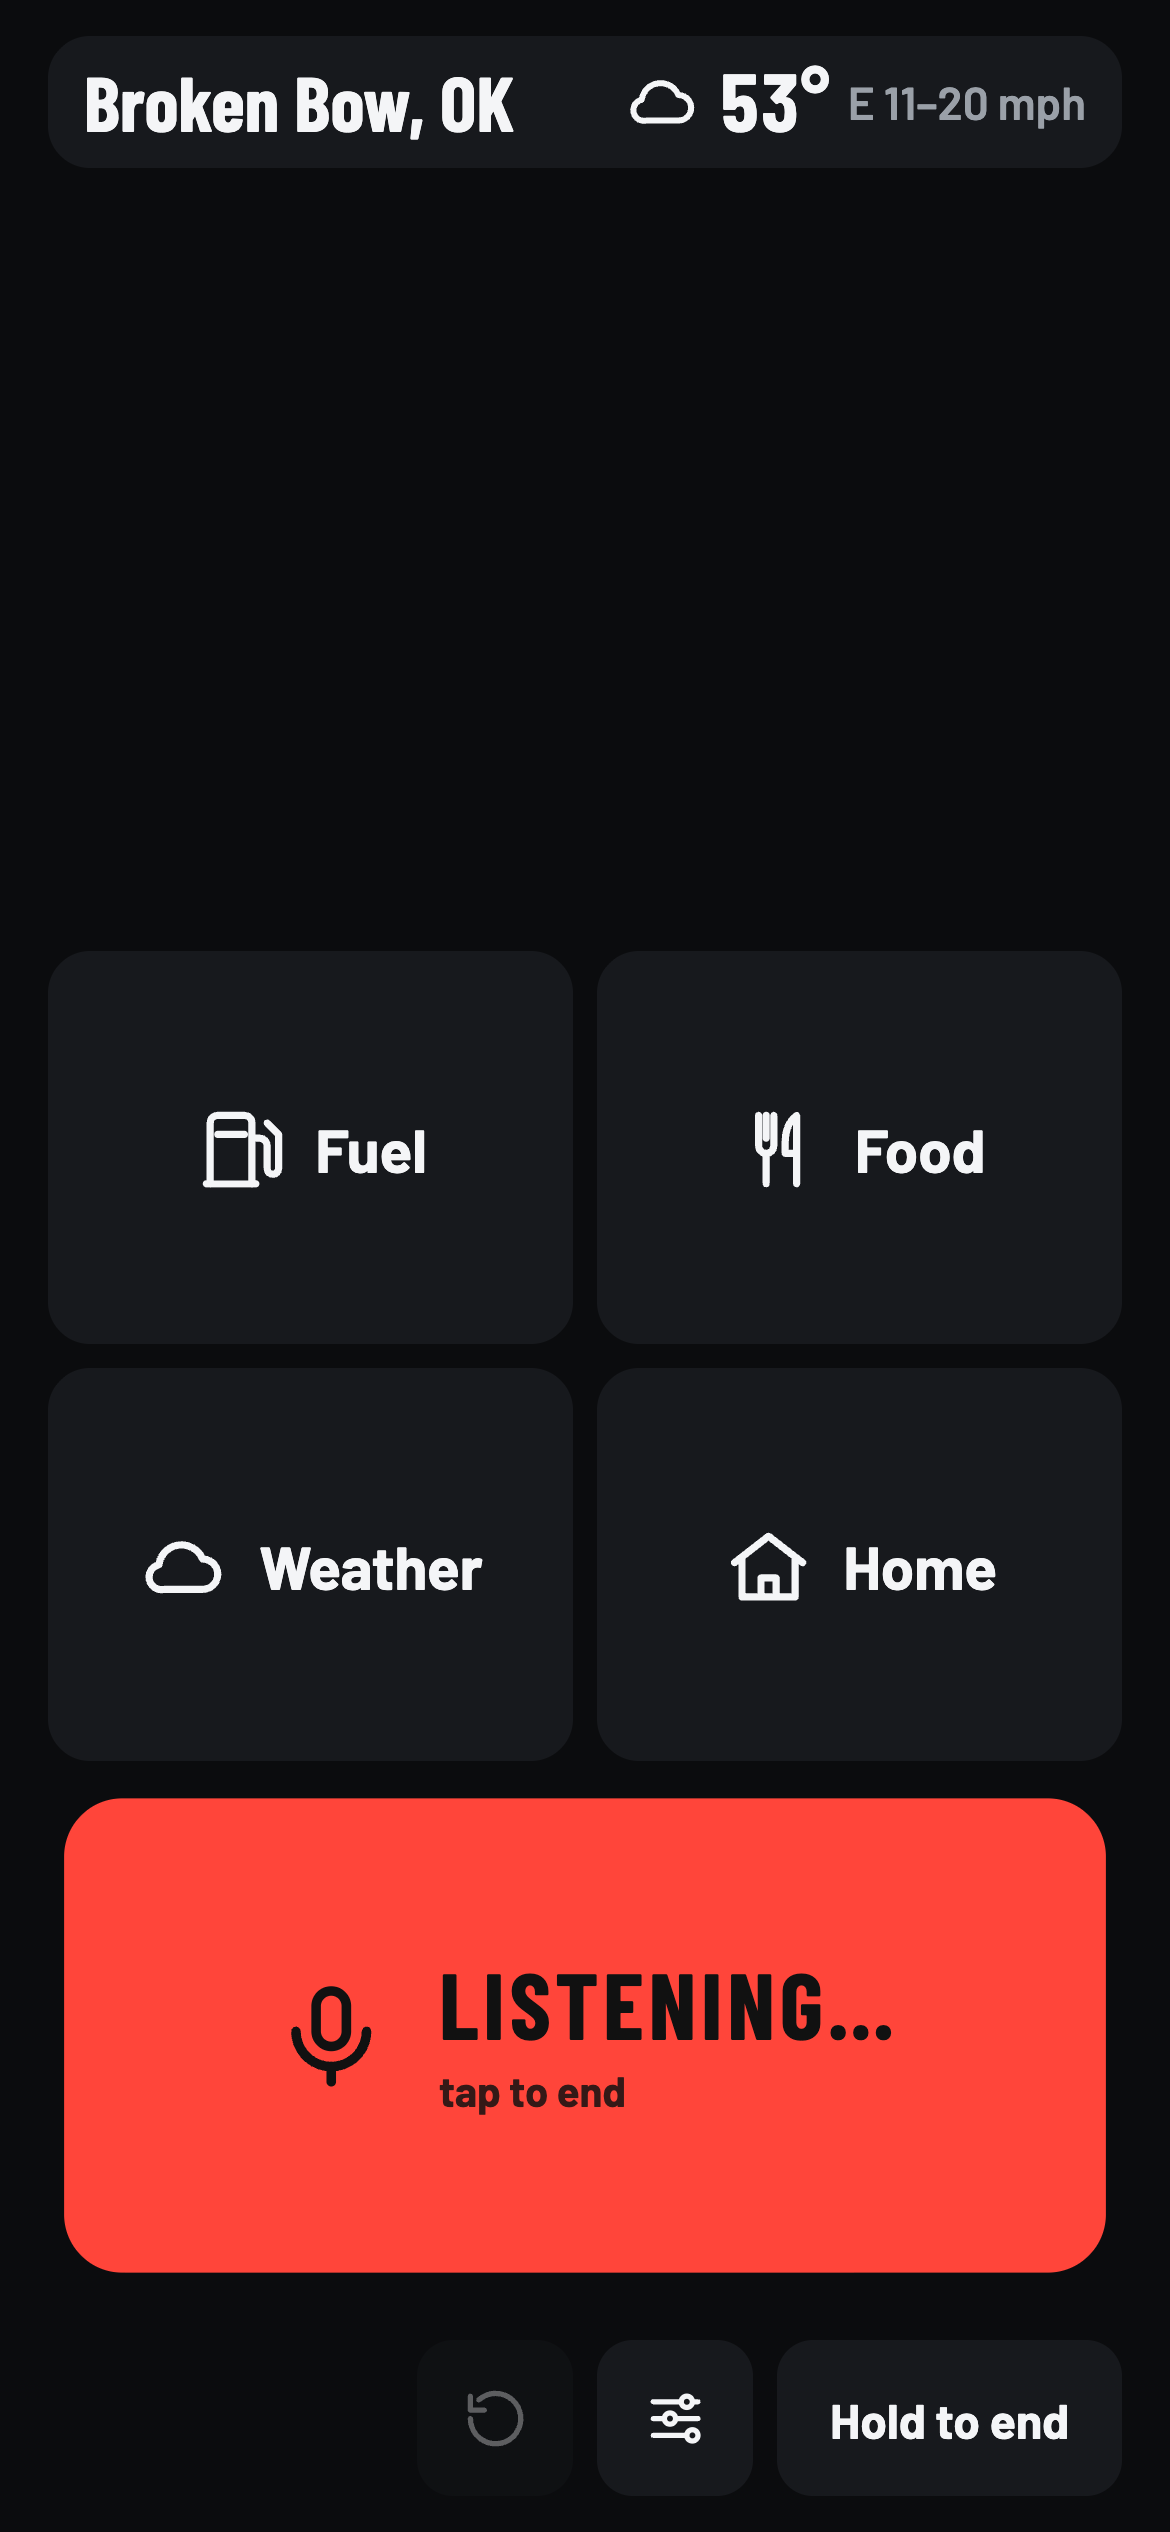 Broken Bow, OK 53° E 11–20 mph
Fuel
Food
Weather
Home
LISTENING...
tap to end
Hold to end